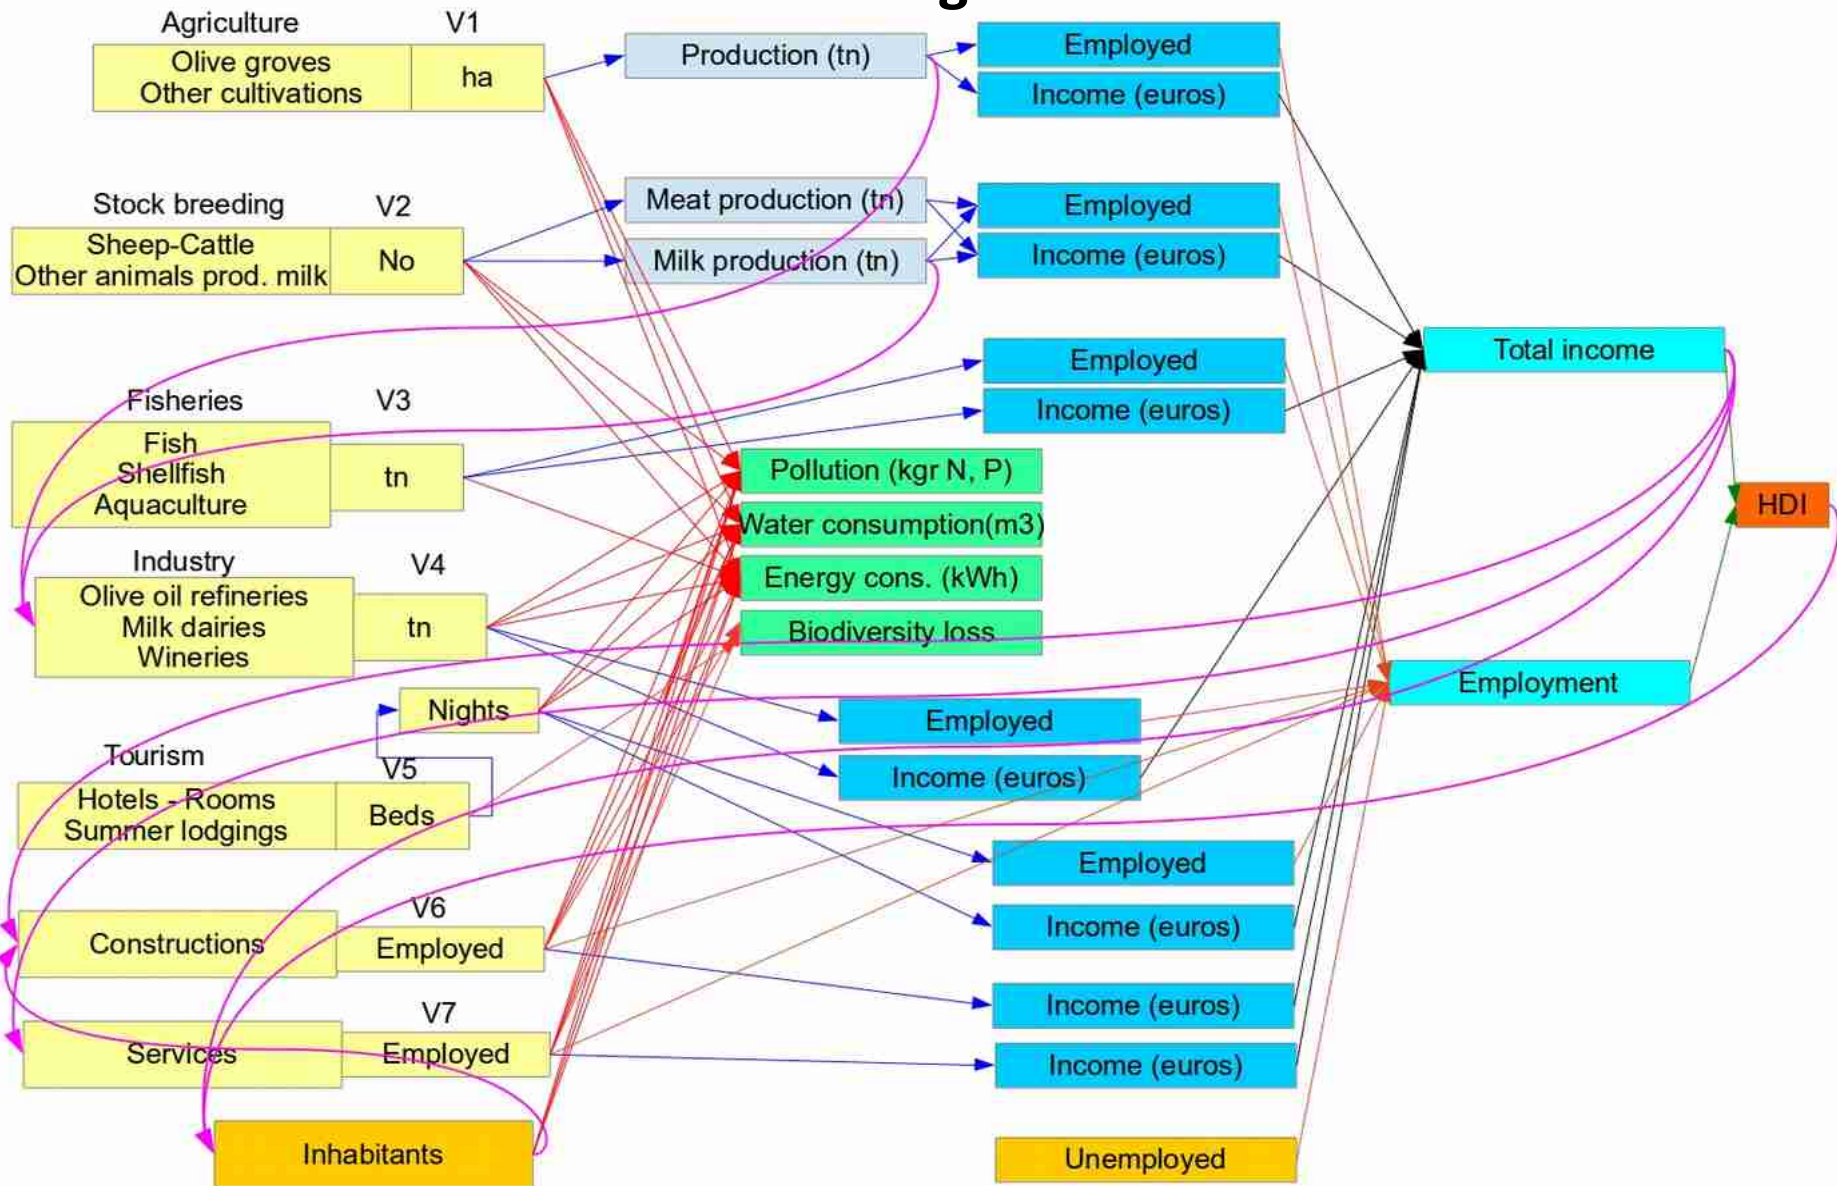 g
Agriculture V1
Olive groves
Other cultivations
ha
Production (tn)
Employed
Income (euros)
Stock breeding V2
Sheep-Cattle
Other animals prod. milk
No
Meat production (tn)
Milk production (tn)
Employed
Income (euros)
Fisheries V3
Fish
Shellfish
Aquaculture
tn
Employed
Income (euros)
Total income
Pollution (kgr N, P)
Water consumption(m3)
Energy cons. (kWh)
Biodiversity loss
HDI
Industry V4
Olive oil refineries
Milk dairies
Wineries
tn
Employment
Nights
Employed
Income (euros)
Tourism V5
Hotels - Rooms
Summer lodgings
Beds
Employed
Income (euros)
V6
Constructions
Employed
Income (euros)
V7
Services
Employed
Income (euros)
Inhabitants
Unemployed